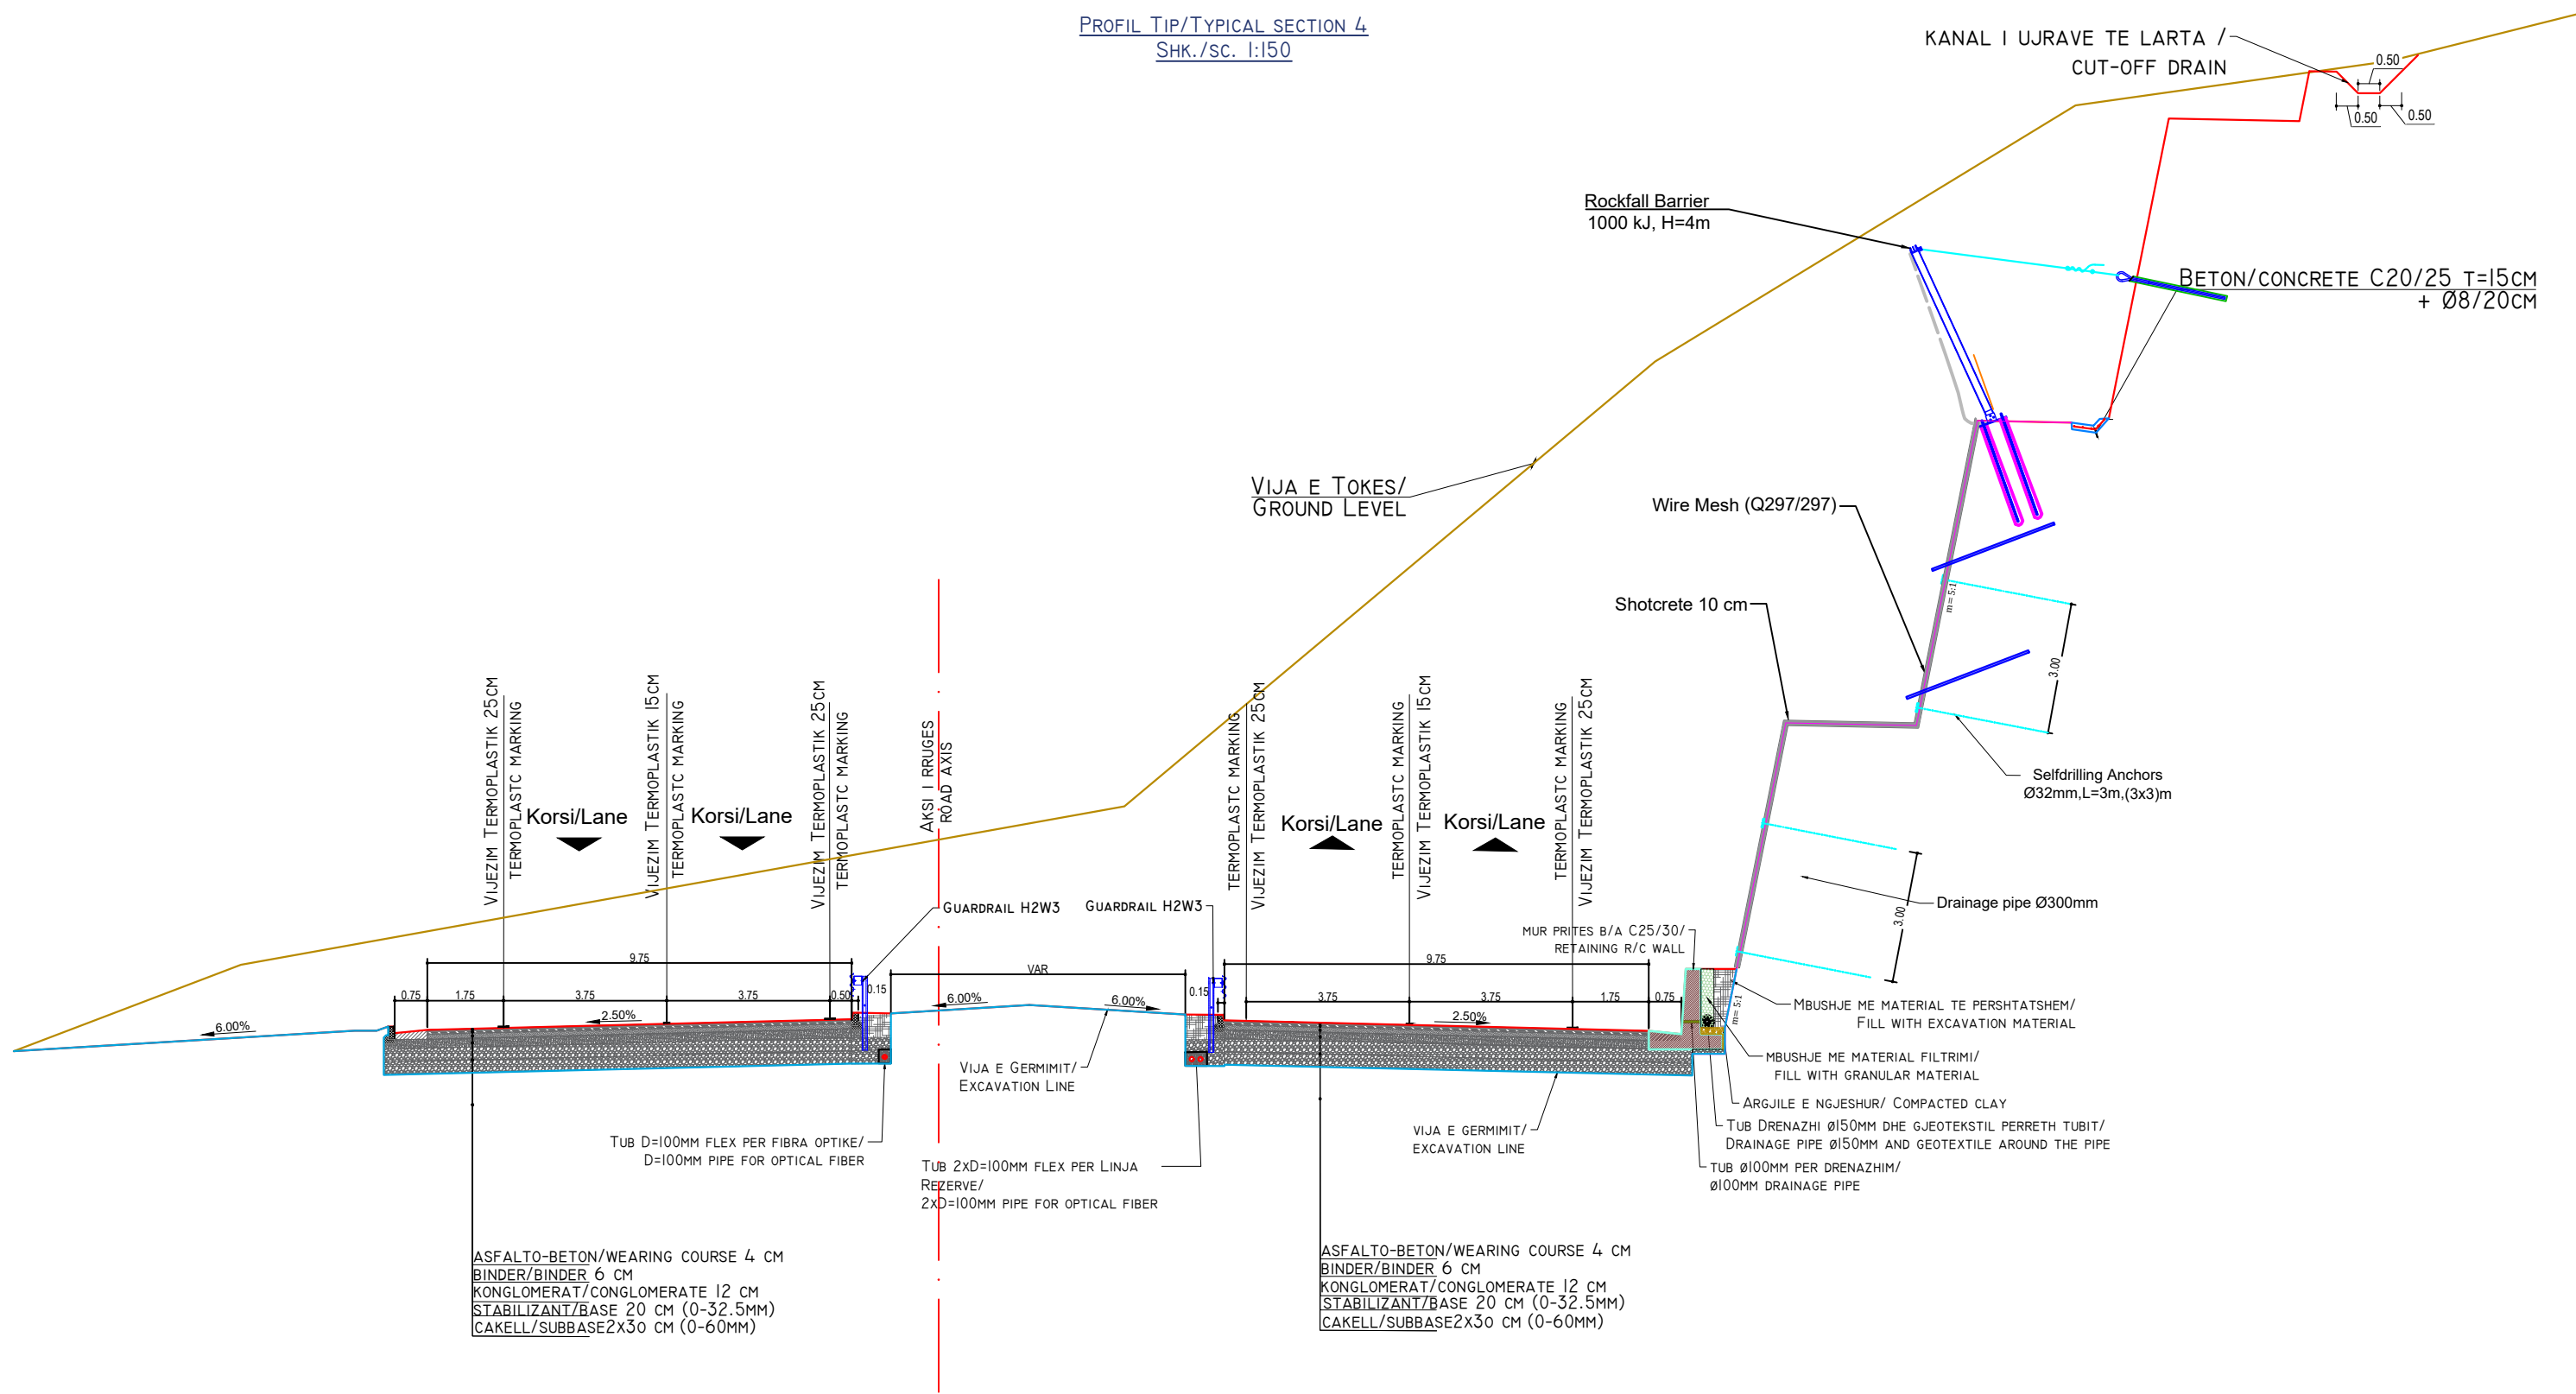 PROFIL TIP/TYPICAL SECTION 4
SHK./SC. 1:150
KANAL I UJRAVE TE LARTA /
CUT-OFF DRAIN
0.50
0.50
0.50
Rockfall Barrier
1000 kJ, H=4m
BETON/CONCRETE C20/25 T=15CM
+ Ø8/20CM
VIJA E TOKES/
GROUND LEVEL
Wire Mesh (Q297/297)
m= 5:1
Shotcrete 10 cm
3.00
Selfdrilling Anchors
Ø32mm,L=3m,(3x3)m
Drainage pipe Ø300mm
3.00
VIJEZIM TERMOPLASTIK 25CM
TERMOPLASTC MARKING
Korsi/Lane
VIJEZIM TERMOPLASTIK 15CM
TERMOPLASTC MARKING
Korsi/Lane
VIJEZIM TERMOPLASTIK 25CM
TERMOPLASTC MARKING
AKSI I RRUGES
ROAD AXIS
TERMOPLASTC MARKING
VIJEZIM TERMOPLASTIK 25CM
Korsi/Lane
TERMOPLASTC MARKING
VIJEZIM TERMOPLASTIK 15CM
Korsi/Lane
TERMOPLASTC MARKING
VIJEZIM TERMOPLASTIK 25CM
GUARDRAIL H2W3
GUARDRAIL H2W3
MUR PRITES B/A C25/30/
RETAINING R/C WALL
9.75
VAR
9.75
0.75
1.75
3.75
3.75
0.50
0.15
0.15
3.75
3.75
1.75
0.75
6.00%
2.50%
6.00%
6.00%
2.50%
m= 5:1
MBUSHJE ME MATERIAL TE PERSHTATSHEM/
FILL WITH EXCAVATION MATERIAL
MBUSHJE ME MATERIAL FILTRIMI/
FILL WITH GRANULAR MATERIAL
ARGJILE E NGJESHUR/ COMPACTED CLAY
TUB DRENAZHI Ø150MM DHE GJEOTEKSTIL PERRETH TUBIT/
DRAINAGE PIPE Ø150MM AND GEOTEXTILE AROUND THE PIPE
TUB Ø100MM PER DRENAZHIM/
Ø100MM DRAINAGE PIPE
VIJA E GERMIMIT/
EXCAVATION LINE
VIJA E GERMIMIT/
EXCAVATION LINE
TUB D=100MM FLEX PER FIBRA OPTIKE/
D=100MM PIPE FOR OPTICAL FIBER
TUB 2XD=100MM FLEX PER LINJA
REZERVE/
2XD=100MM PIPE FOR OPTICAL FIBER
ASFALTO-BETON/WEARING COURSE 4 CM
BINDER/BINDER 6 CM
KONGLOMERAT/CONGLOMERATE 12 CM
STABILIZANT/BASE 20 CM (0-32.5MM)
CAKELL/SUBBASE2X30 CM (0-60MM)
ASFALTO-BETON/WEARING COURSE 4 CM
BINDER/BINDER 6 CM
KONGLOMERAT/CONGLOMERATE 12 CM
STABILIZANT/BASE 20 CM (0-32.5MM)
CAKELL/SUBBASE2X30 CM (0-60MM)